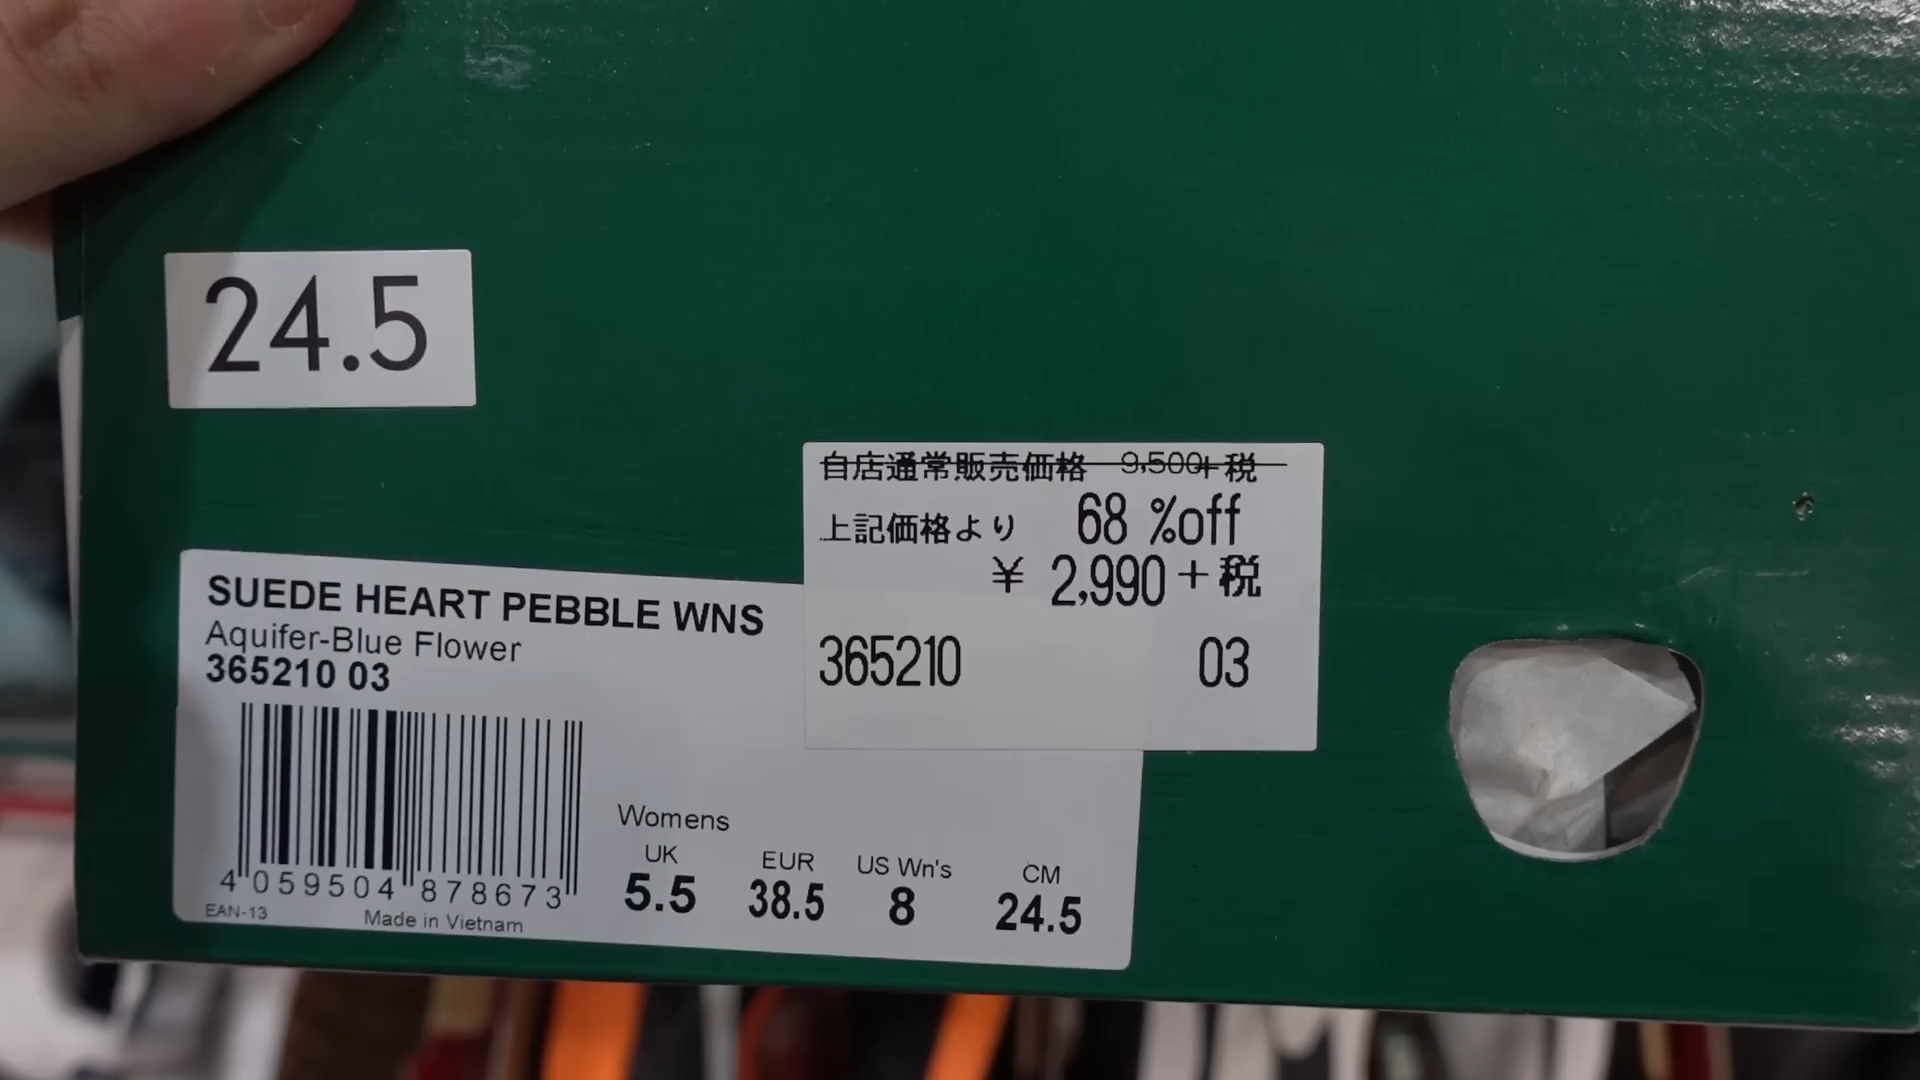 24.5
自店通常販売価格 9,500+税
上記価格より 68 %off
¥ 2,990+税
365210 03
SUEDE HEART PEBBLE WNS
Aquifer-Blue Flower
365210 03
4 059504 878673
EAN-13
Made in Vietnam
Womens
UK EUR US Wn's CM
5.5 38.5 8 24.5